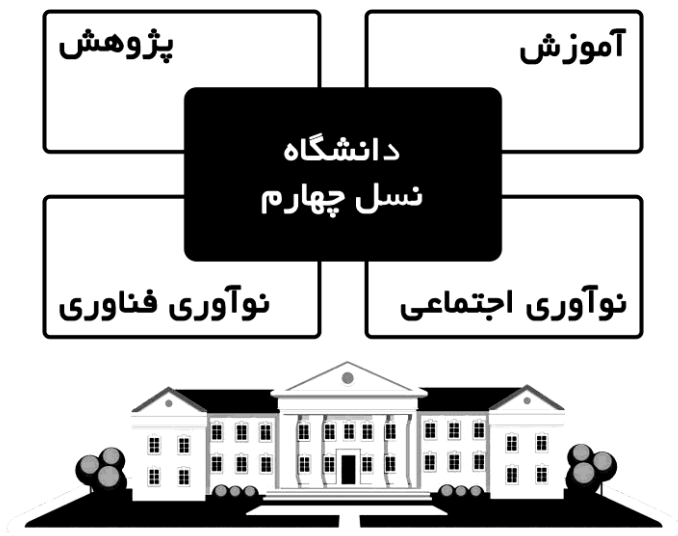 آموزش
پژوهش
دانشگاه
نسل چهارم
نوآوری اجتماعی
نوآوری فناوری